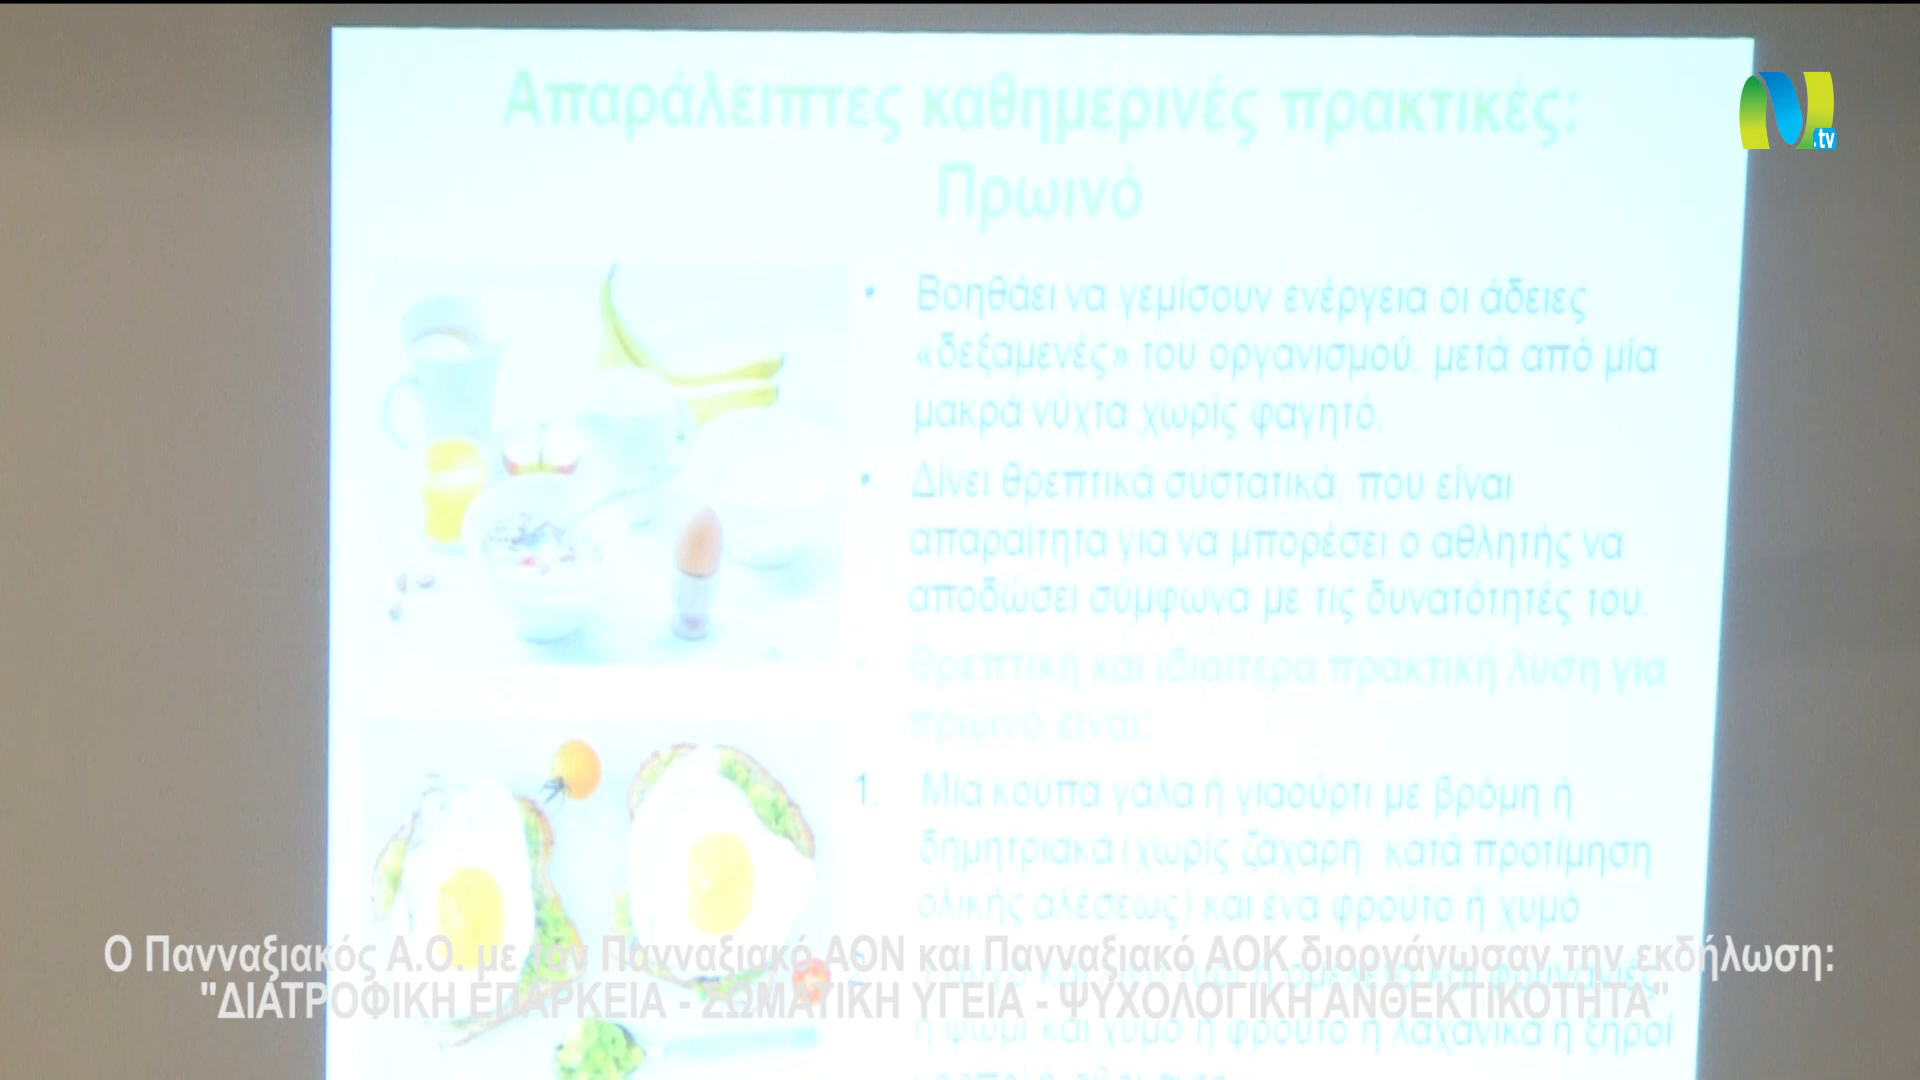 Απαράλειπτες καθημερινές πρακτικές:
Πρωινό
.tv
• Βοηθάει να γεμίσουν ενέργεια οι άδειες
«δεξαμενές» του οργανισμού, μετά από μία
μακρά νύχτα χωρίς φαγητό.
• Δίνει θρεπτικά συστατικά, που είναι
απαραίτητα για να μπορέσει ο αθλητής να
αποδώσει σύμφωνα με τις δυνατότητές του.
• Θρεπτική και ιδιαίτερα πρακτική λύση για
πρωινό είναι:
1. Μία κούπα γάλα ή γιαούρτι με βρόμη ή
δημητριακά (χωρίς ζάχαρη, κατά προτίμηση
ολικής αλέσεως) και ένα φρούτο ή χυμό
Ο Πανναξιακός Α.Ο. με τον Πανναξιακό ΑΟΝ και Πανναξιακό ΑΟΚ διοργάνωσαν την εκδήλωση:
"ΔΙΑΤΡΟΦΙΚΗ ΕΠΑΡΚΕΙΑ - ΣΩΜΑΤΙΚΗ ΥΓΕΙΑ - ΨΥΧΟΛΟΓΙΚΗ ΑΝΘΕΚΤΙΚΟΤΗΤΑ"
ή ψωμί και χυμό ή φρούτο ή λαχανικά ή ξηροί